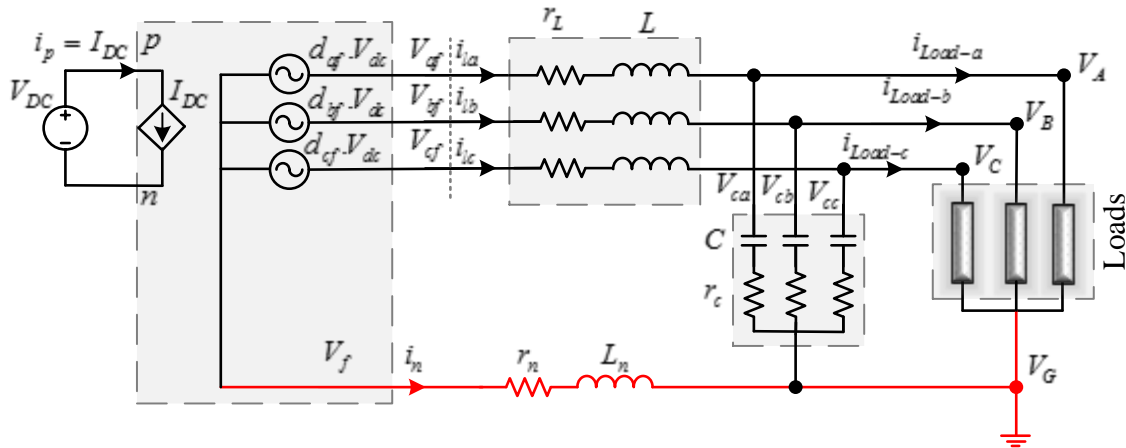 i_p = I_DC
p
V_DC
I_DC
n
d_af.V_dc
d_bf.V_dc
d_cf.V_dc
V_af
V_bf
V_cf
i_la
i_lb
i_lc
r_L
L
i_Load-a
i_Load-b
i_Load-c
V_A
V_B
V_C
V_ca
V_cb
V_cc
C
r_c
Loads
V_f
i_n
r_n
L_n
V_G